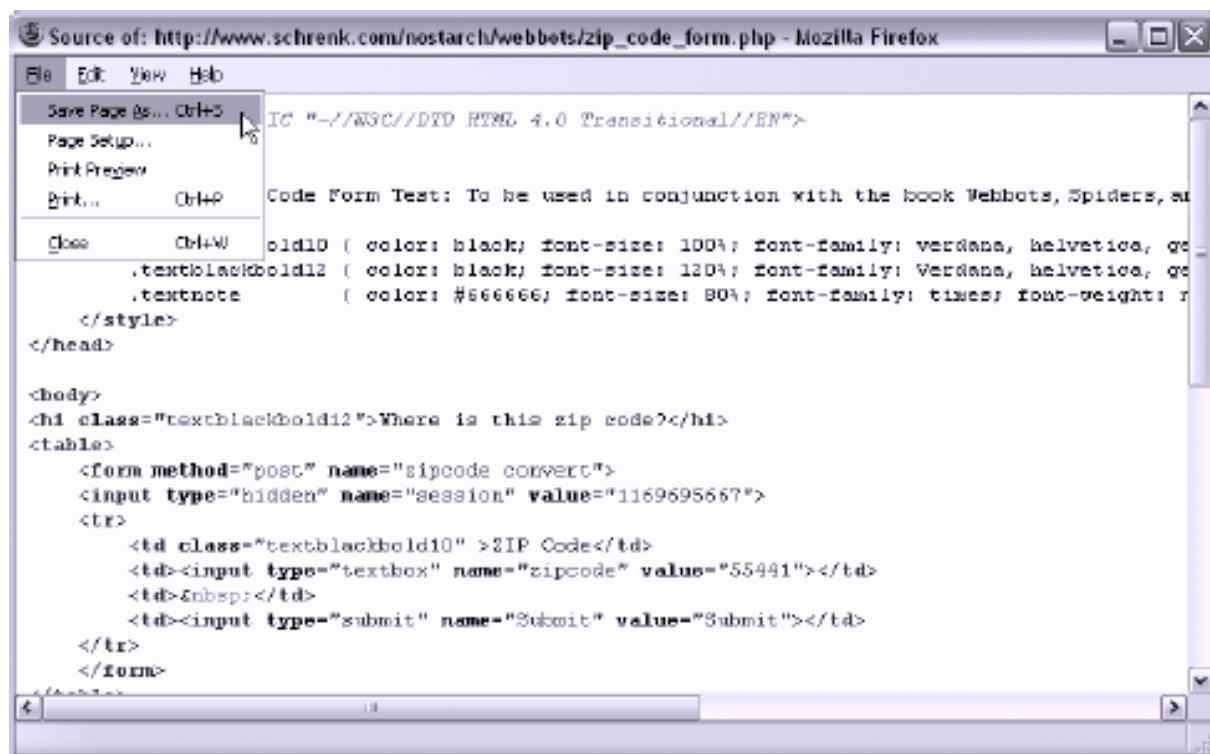 Source of: http://www.schrenk.com/nostarch/webbots/zip_code_form.php - Mozilla Firefox
File Edit View Help
Save Page As... Ctrl+S
Page Setup...
Print Preview
Print... Ctrl+P
Close Ctrl+W
IC "-//W3C//DTD HTML 4.0 Transitional//EN">
Code Form Test: To be used in conjunction with the book Webbots, Spiders, an
old10 { color: black; font-size: 100%; font-family: verdana, helvetica, ge
.textblackbold12 { color: black; font-size: 120%; font-family: Verdana, helvetica, ge
.textnote { color: #666666; font-size: 80%; font-family: times; font-weight: n
</style>
</head>
<body>
<h1 class="textblackbold12">Where is this zip code?</h1>
<table>
<form method="post" name="zipcode convert">
<input type="hidden" name="session" value="1169695667">
<tr>
<td class="textblackbold10" >ZIP Code</td>
<td><input type="textbox" name="zipcode" value="55441"></td>
<td>&nbsp;</td>
<td><input type="submit" name="Submit" value="Submit"></td>
</tr>
</form>
</table>